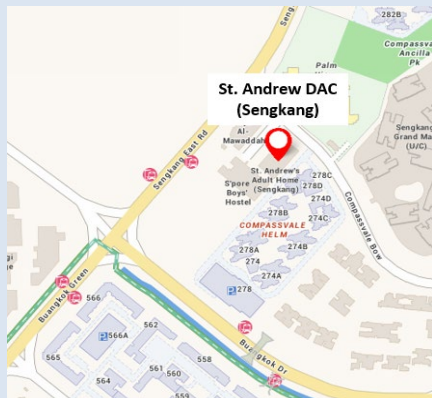 282B
Compassvale
Ancilla
Pk
Palm
St. Andrew DAC
(Sengkang)
Al-
Mawaddah
Sengkang
Grand Ma
(U/C)
Sengkang East Rd
St. Andrew's
Adult Home
(Sengkang)
S'pore
Boys'
Hostel
278C
278D
274D
274C
278B
COMPASSVALE
HELM
Compassvale Bow
278A
274B
274
274A
278
Buangkok Green
566
566A
562
565
558
561
560
564
Buangkok Dr